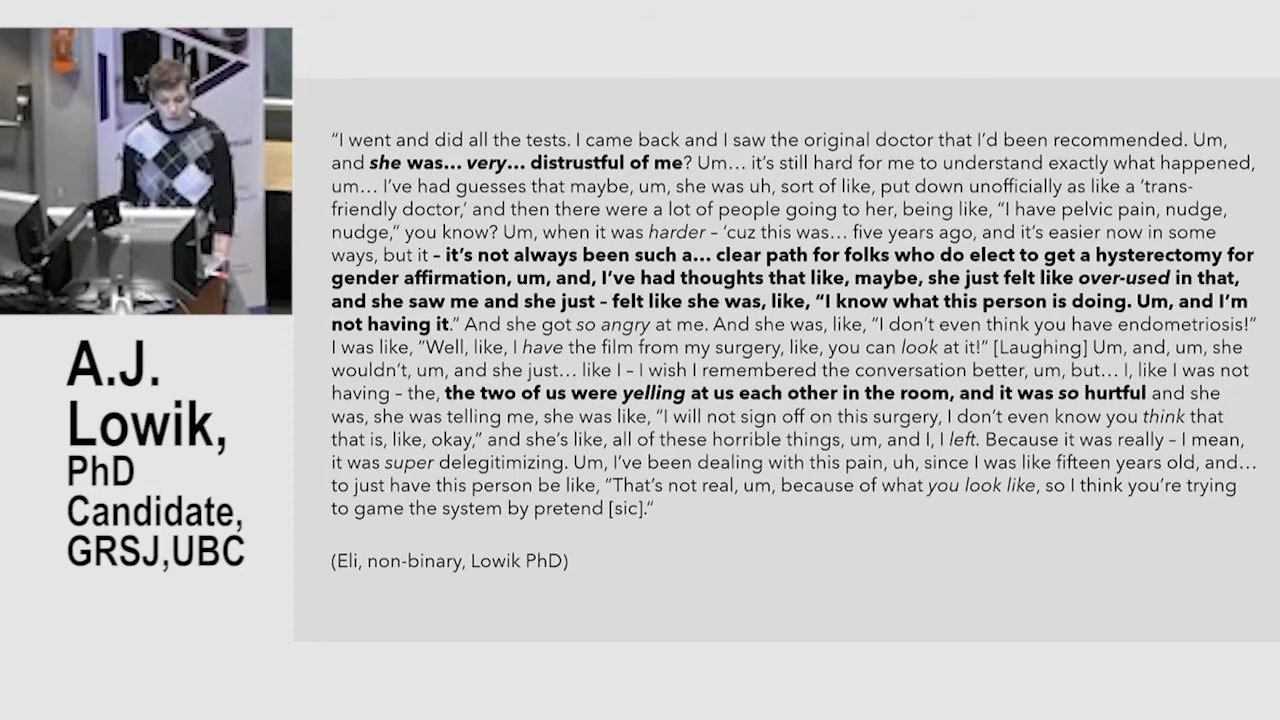 A.J.
Lowik,
PhD
Candidate,
GRSJ,UBC
“I went and did all the tests. I came back and I saw the original doctor that I’d been recommended. Um,
and she was… very… distrustful of me? Um… it’s still hard for me to understand exactly what happened,
um… I’ve had guesses that maybe, um, she was uh, sort of like, put down unofficially as like a ‘trans-
friendly doctor,’ and then there were a lot of people going to her, being like, “I have pelvic pain, nudge,
nudge,” you know? Um, when it was harder – ‘cuz this was… five years ago, and it’s easier now in some
ways, but it – it’s not always been such a… clear path for folks who do elect to get a hysterectomy for
gender affirmation, um, and, I’ve had thoughts that like, maybe, she just felt like over-used in that,
and she saw me and she just – felt like she was, like, “I know what this person is doing. Um, and I’m
not having it.” And she got so angry at me. And she was, like, “I don’t even think you have endometriosis!”
I was like, “Well, like, I have the film from my surgery, like, you can look at it!” [Laughing] Um, and, um, she
wouldn’t, um, and she just… like I – I wish I remembered the conversation better, um, but… I, like I was not
having – the, the two of us were yelling at us each other in the room, and it was so hurtful and she
was, she was telling me, she was like, “I will not sign off on this surgery, I don’t even know you think that
that is, like, okay,” and she’s like, all of these horrible things, um, and I, I left. Because it was really – I mean,
it was super delegitimizing. Um, I’ve been dealing with this pain, uh, since I was like fifteen years old, and…
to just have this person be like, “That’s not real, um, because of what you look like, so I think you’re trying
to game the system by pretend [sic].“
(Eli, non-binary, Lowik PhD)